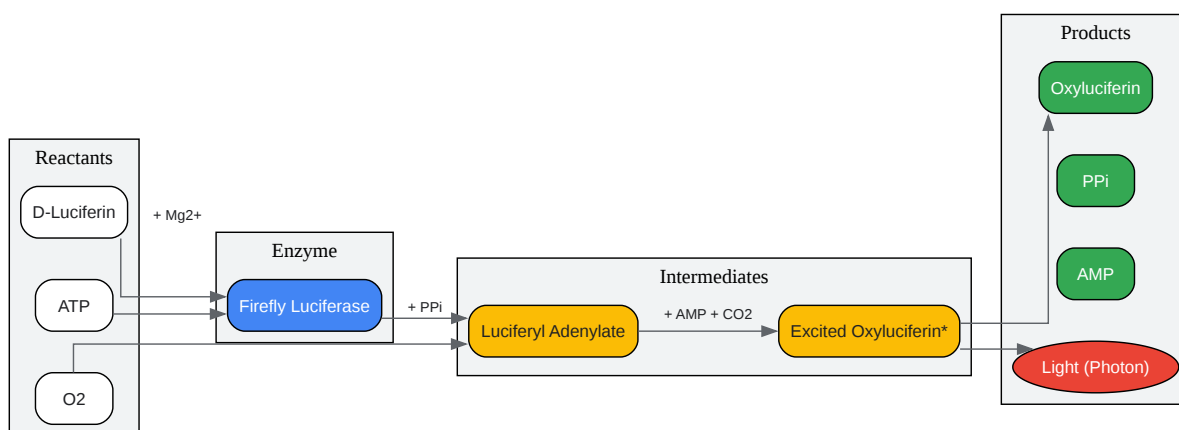 Reactants
D-Luciferin
ATP
O2
+ Mg2+
Enzyme
Firefly Luciferase
+ PPi
Intermediates
Luciferyl Adenylate
+ AMP + CO2
Excited Oxyluciferin*
Products
Oxyluciferin
PPi
AMP
Light (Photon)